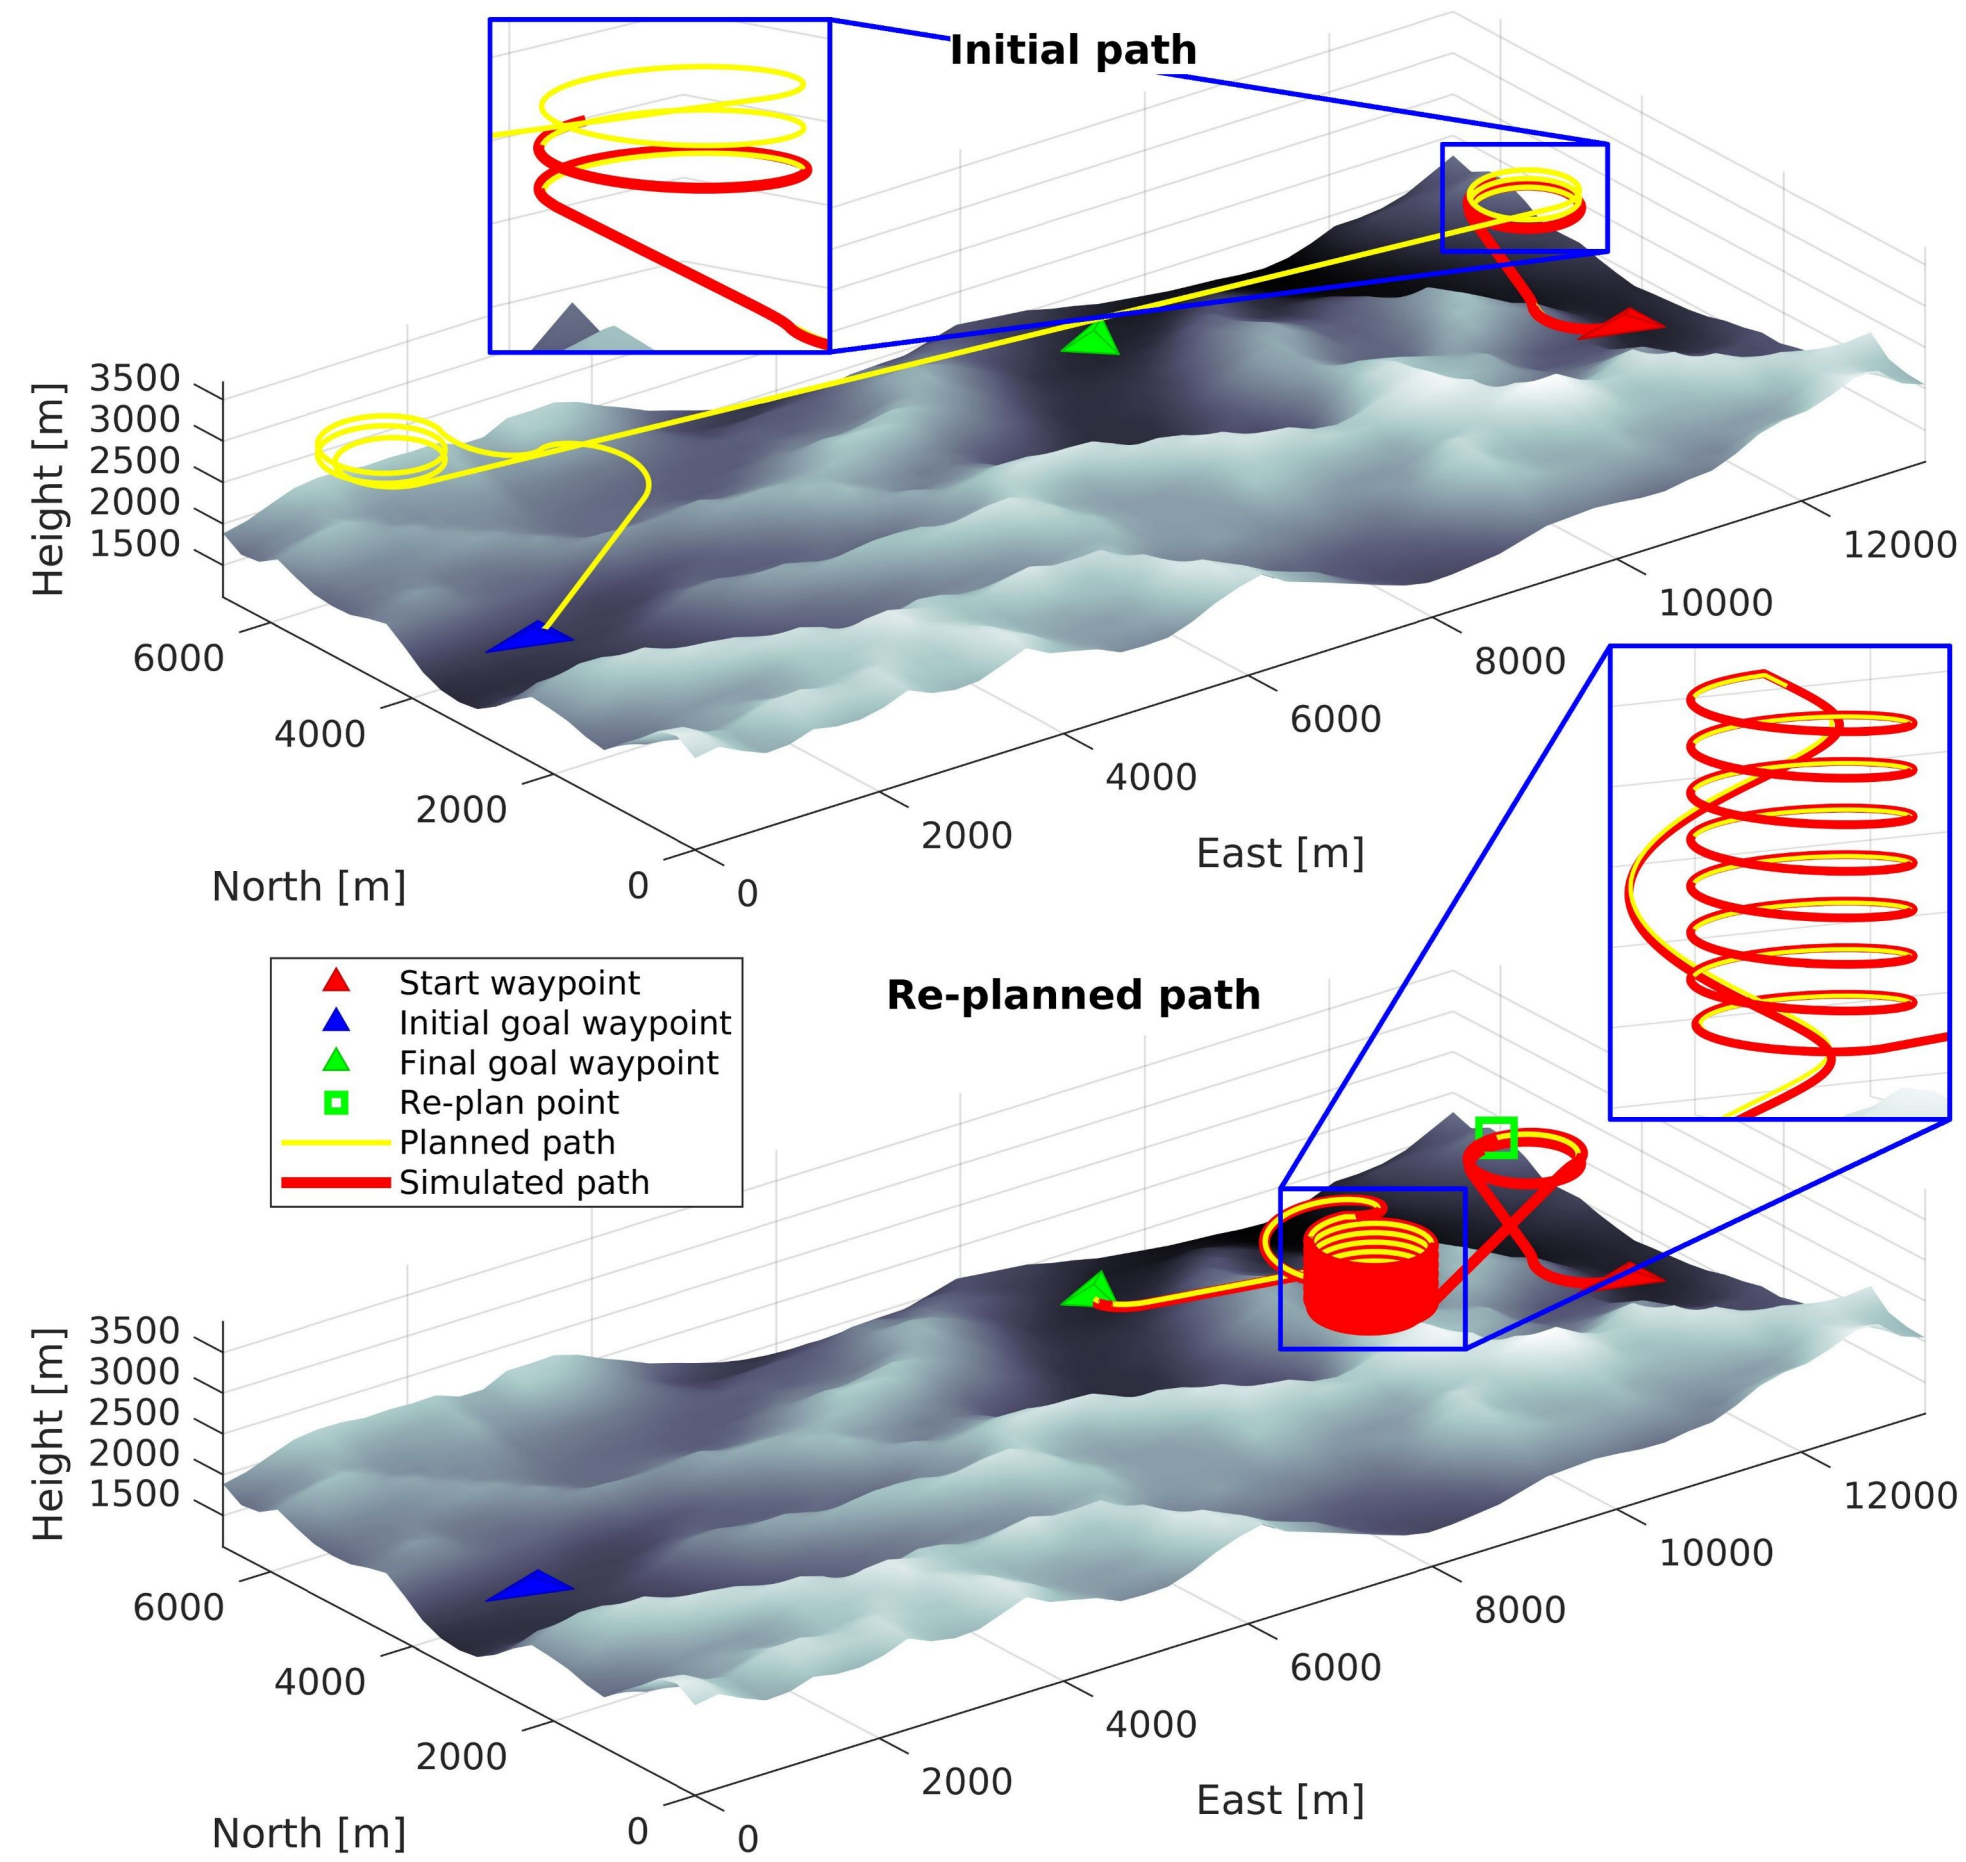 Initial path
3500
3000
2500
2000
1500
Height [m]
6000
4000
2000
0
North [m]
0
2000
4000
6000
8000
10000
12000
East [m]
Start waypoint
Initial goal waypoint
Final goal waypoint
Re-plan point
Planned path
Simulated path
Re-planned path
3500
3000
2500
2000
1500
Height [m]
6000
4000
2000
0
North [m]
0
2000
4000
6000
8000
10000
12000
East [m]